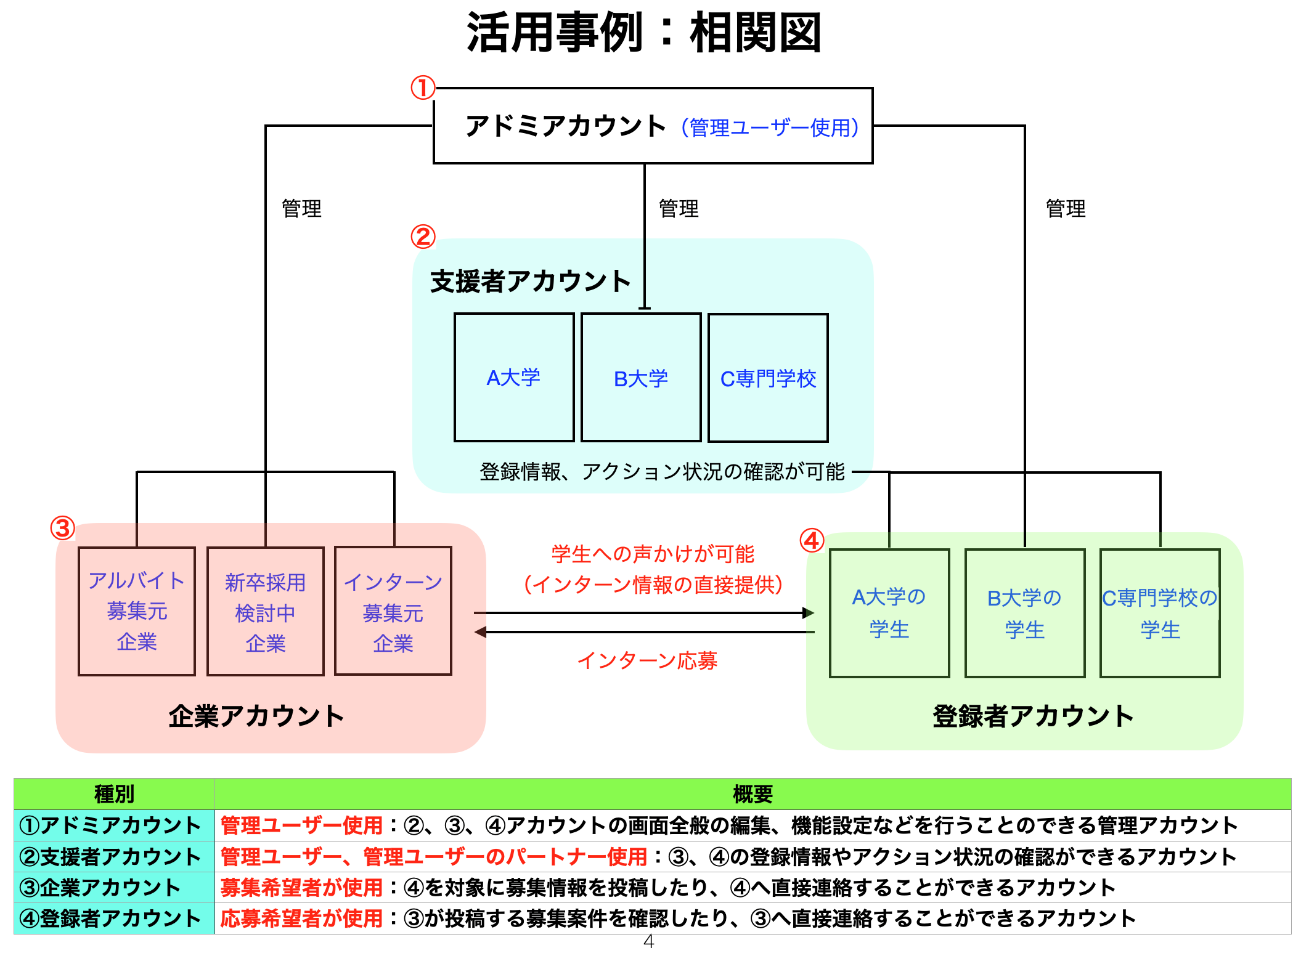 活用事例：相関図
①
アドミアカウント（管理ユーザー使用）
管理
管理
管理
②
支援者アカウント
A大学
B大学
C専門学校
登録情報、アクション状況の確認が可能
③
アルバイト
募集元
企業
新卒採用
検討中
企業
インターン
募集元
企業
企業アカウント
学生への声かけが可能
（インターン情報の直接提供）
インターン応募
④
A大学の
学生
B大学の
学生
C専門学校の
学生
登録者アカウント
種別 概要
①アドミアカウント 管理ユーザー使用：②、③、④アカウントの画面全般の編集、機能設定などを行うことのできる管理アカウント
②支援者アカウント 管理ユーザー、管理ユーザーのパートナー使用：③、④の登録情報やアクション状況の確認ができるアカウント
③企業アカウント 募集希望者が使用：④を対象に募集情報を投稿したり、④へ直接連絡することができるアカウント
④登録者アカウント 応募希望者が使用：③が投稿する募集案件を確認したり、③へ直接連絡することができるアカウント
4